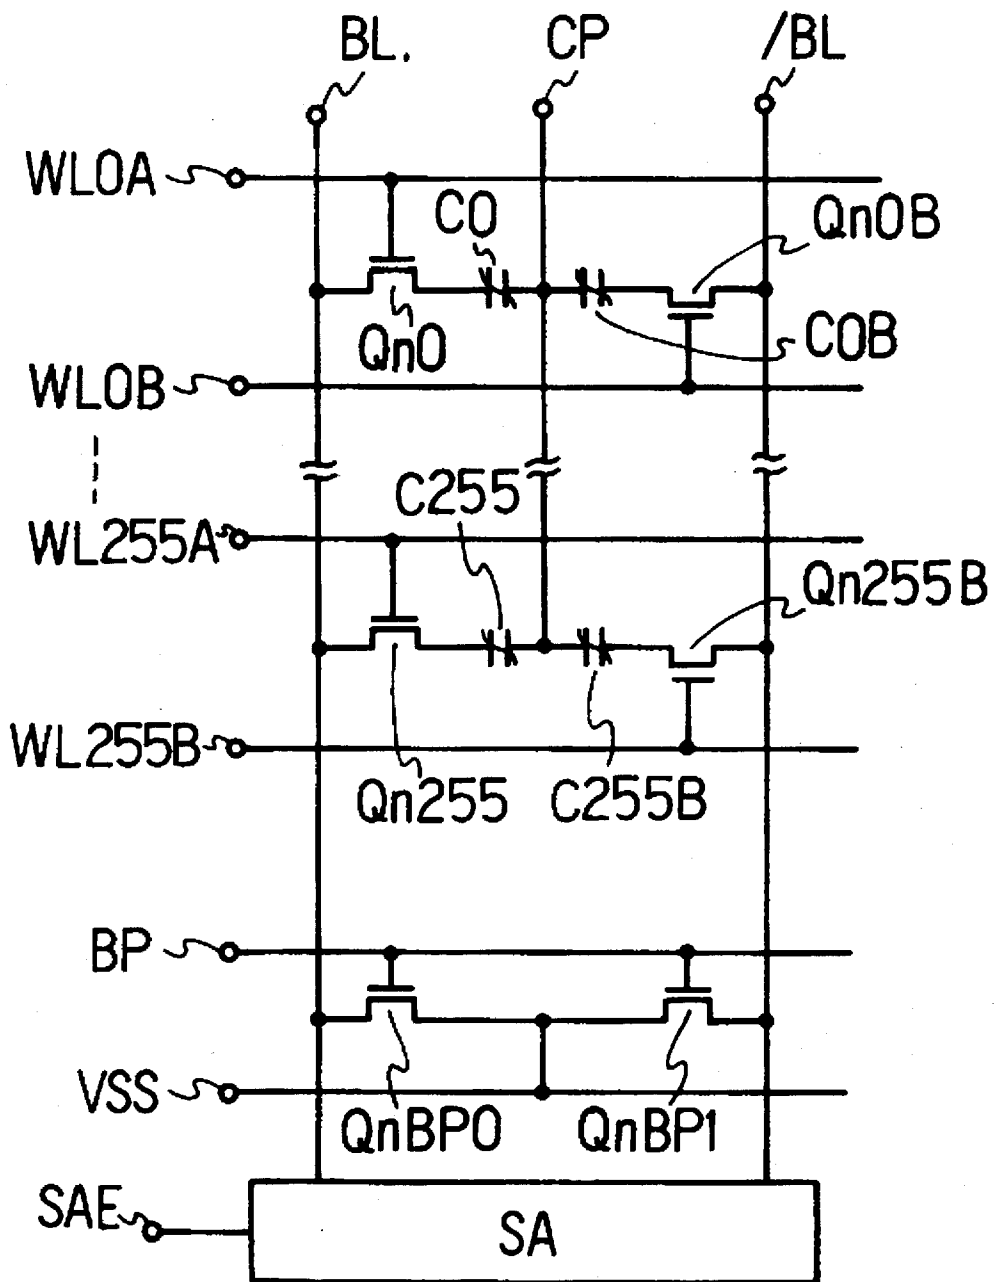 BL.
CP
/BL
WL0A
C0
Qn0B
Qn0
C0B
WL0B
C255
WL255A
Qn255B
WL255B
Qn255
C255B
BP
VSS
QnBP0
QnBP1
SAE
SA